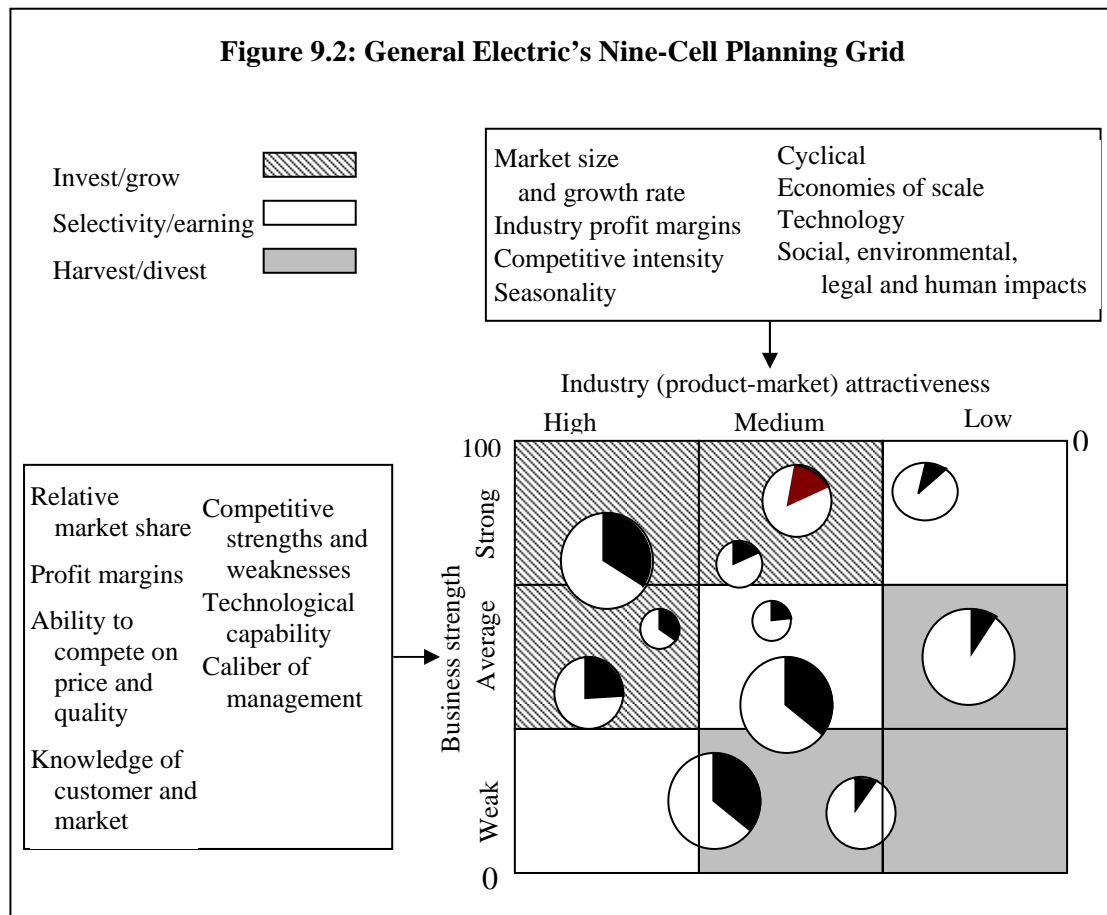 Figure 9.2: General Electric's Nine-Cell Planning Grid
Invest/grow
Selectivity/earning
Harvest/divest
Market size
and growth rate
Industry profit margins
Competitive intensity
Seasonality
Cyclical
Economies of scale
Technology
Social, environmental,
legal and human impacts
Industry (product-market) attractiveness
High
Medium
Low
100
0
Relative
market share
Profit margins
Ability to
compete on
price and
quality
Knowledge of
customer and
market
Competitive
strengths and
weaknesses
Technological
capability
Caliber of
management
Business strength
Strong
Average
Weak
0